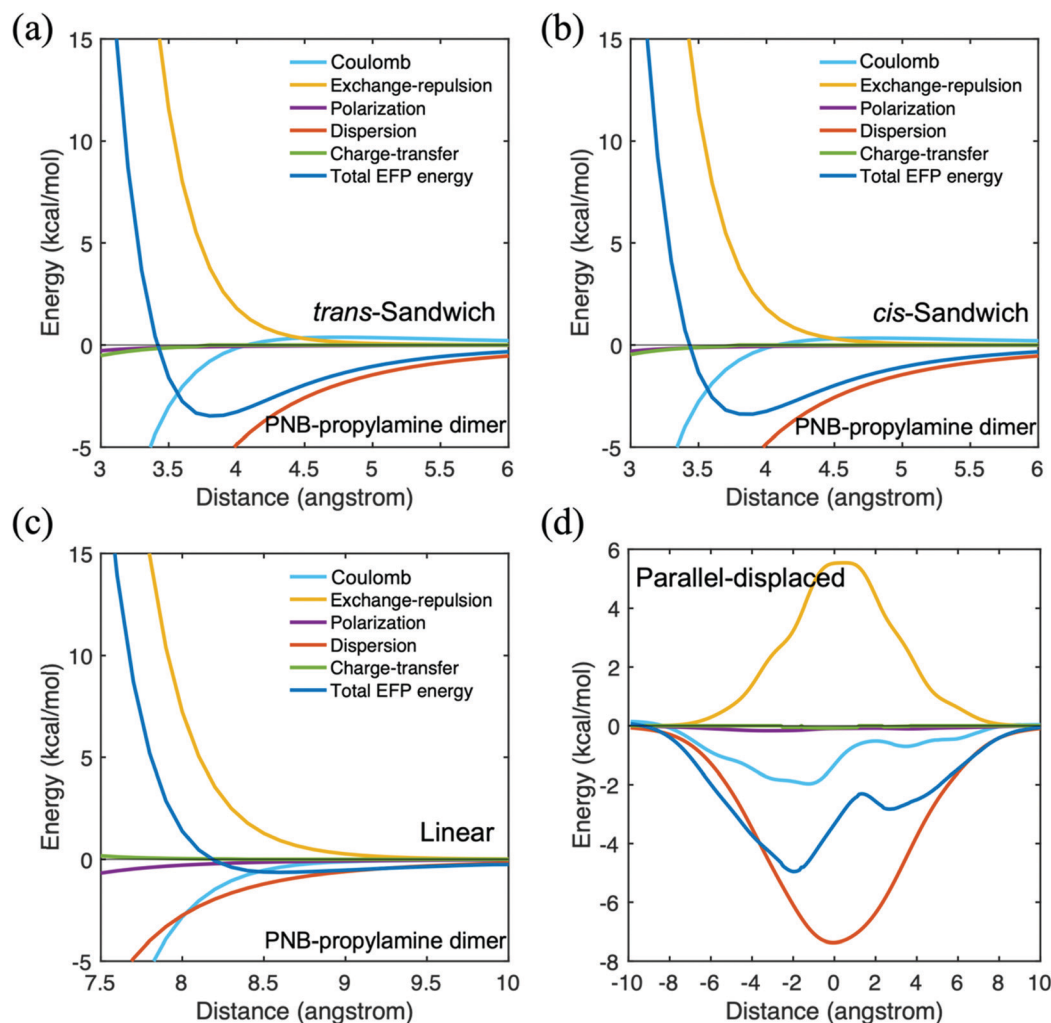 (a)
15
10
5
0
-5
Energy (kcal/mol)
Coulomb
Exchange-repulsion
Polarization
Dispersion
Charge-transfer
Total EFP energy
trans-Sandwich
PNB-propylamine dimer
3 3.5 4 4.5 5 5.5 6
Distance (angstrom)
(b)
15
10
5
0
-5
Energy (kcal/mol)
Coulomb
Exchange-repulsion
Polarization
Dispersion
Charge-transfer
Total EFP energy
cis-Sandwich
PNB-propylamine dimer
3 3.5 4 4.5 5 5.5 6
Distance (angstrom)
(c)
15
10
5
0
-5
Energy (kcal/mol)
Coulomb
Exchange-repulsion
Polarization
Dispersion
Charge-transfer
Total EFP energy
Linear
PNB-propylamine dimer
7.5 8 8.5 9 9.5 10
Distance (angstrom)
(d)
6
4
2
0
-2
-4
-6
-8
Energy (kcal/mol)
Parallel-displaced
-10 -8 -6 -4 -2 0 2 4 6 8 10
Distance (angstrom)